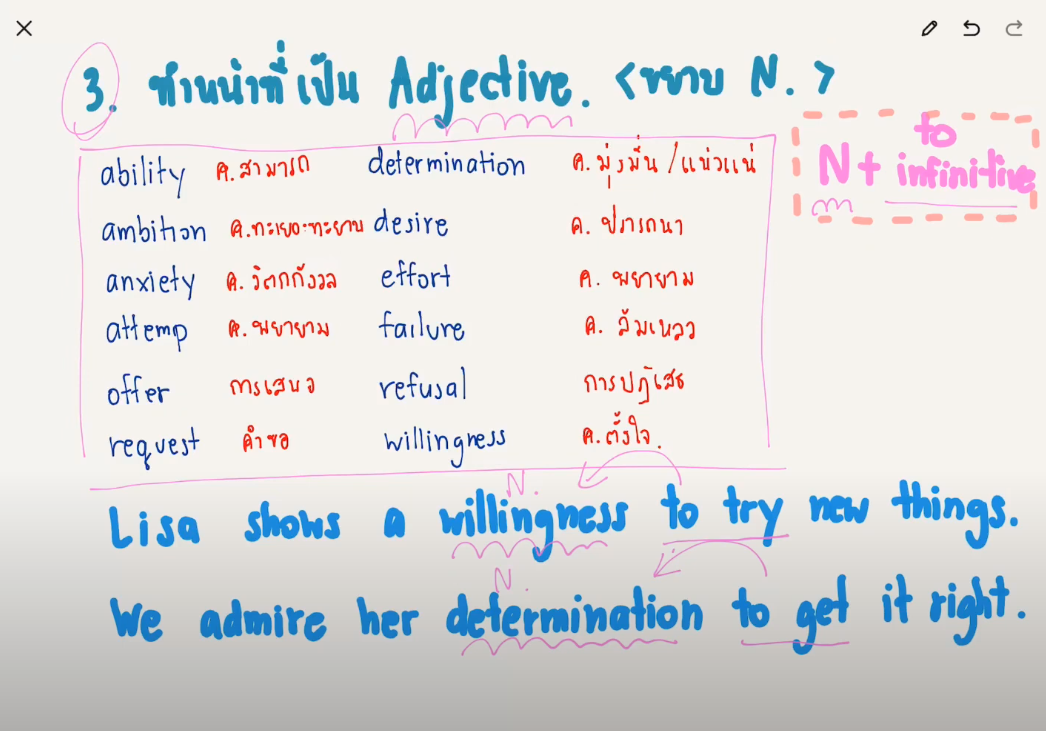 3. ทำหน้าที่เป็น Adjective. <ขยาย N. >
N + to infinitive
ability ค.สามารถ determination ค.มุ่งมั่น / แน่วแน่
ambition ค.ทะเยอทะยาน desire ค. ปรารถนา
anxiety ค. วิตกกังวล effort ค. พยายาม
attemp ค. พยายาม failure ค. ล้มเหลว
offer การเสนอ refusal การปฏิเสธ
request คำขอ willingness ค. ตั้งใจ.
N.
Lisa shows a willingness to try new things.
N.
We admire her determination to get it right.